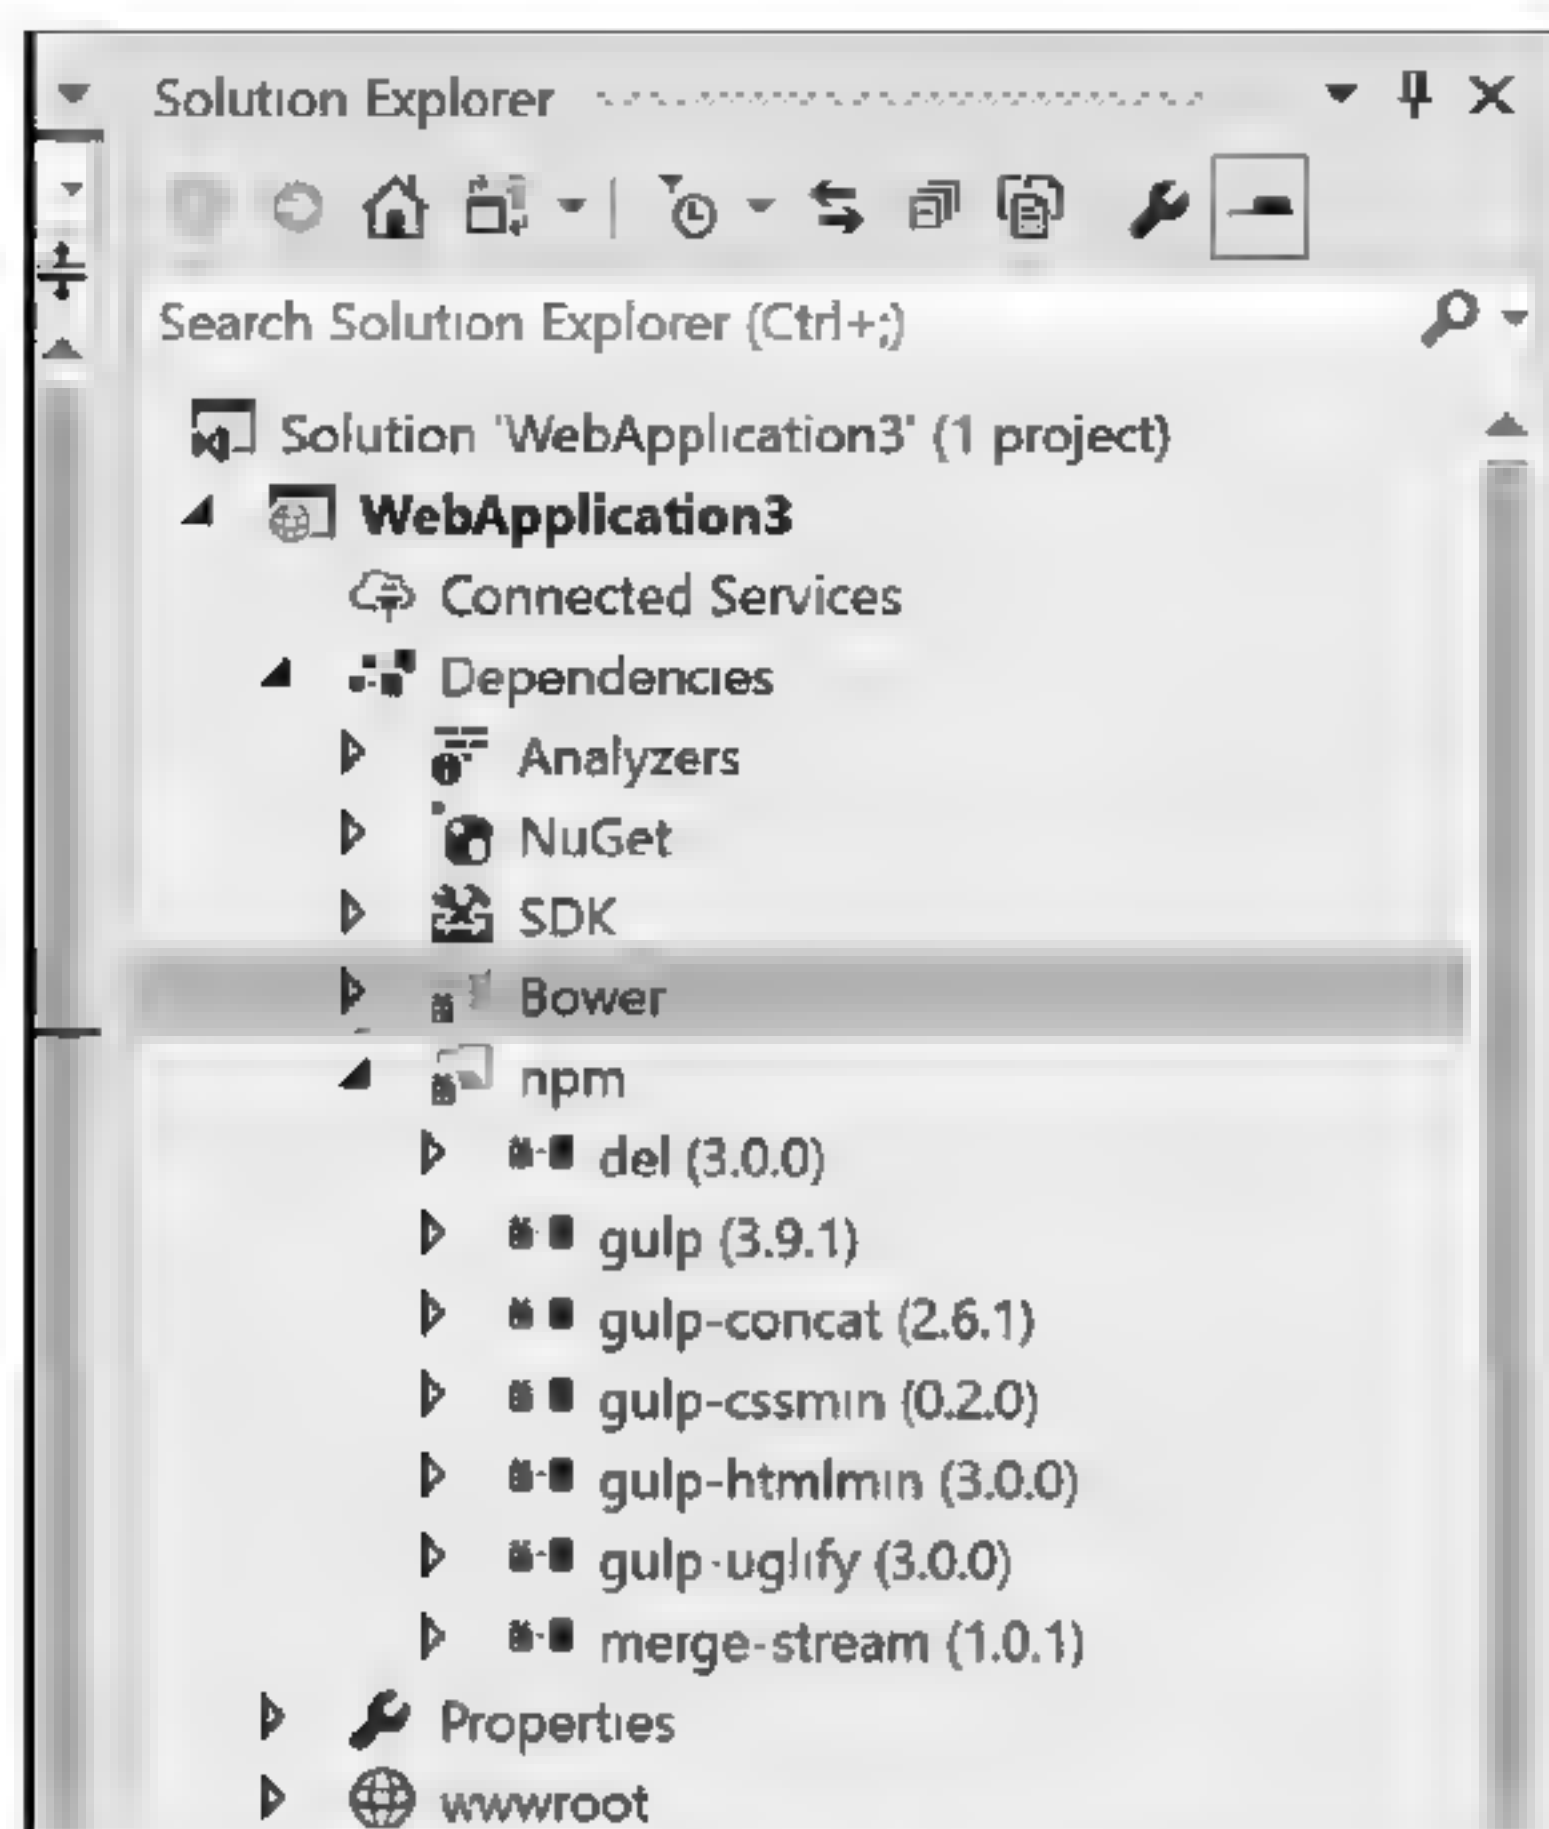 Solution Explorer
Search Solution Explorer (Ctrl+;)
Solution 'WebApplication3' (1 project)
WebApplication3
Connected Services
Dependencies
Analyzers
NuGet
SDK
Bower
npm
del (3.0.0)
gulp (3.9.1)
gulp-concat (2.6.1)
gulp-cssmin (0.2.0)
gulp-htmlmin (3.0.0)
gulp-uglify (3.0.0)
merge-stream (1.0.1)
Properties
wwwroot